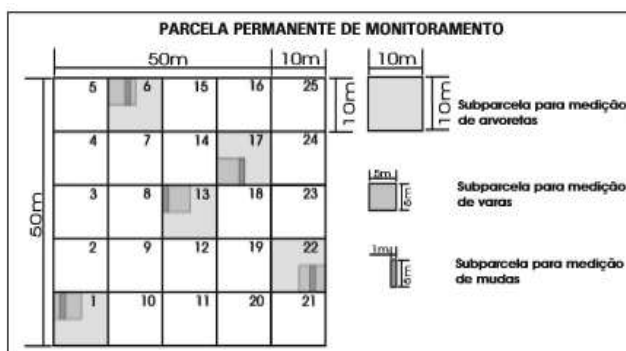 PARCELA PERMANENTE DE MONITORAMENTO
50m 10m 10m
5 6 15 16 25
10m
10m
Subparcela para medição
de arvoretas
4 7 14 17 24
50m
3 8 13 18 23
5m
5m
Subparcela para medição
de varas
2 9 12 19 22
1m
5m
Subparcela para medição
de mudas
1 10 11 20 21